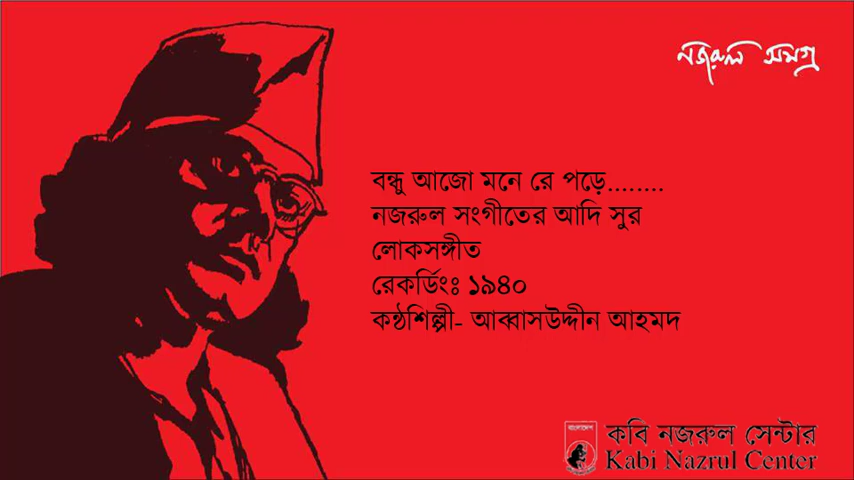 নজরুল সমগ্র
বন্ধু আজো মনে রে পড়ে........
নজরুল সংগীতের আদি সুর
লোকসঙ্গীত
রেকর্ডিংঃ ১৯৪০
কন্ঠশিল্পী- আব্বাসউদ্দীন আহমদ
বাংলাদেশ
কবি নজরুল সেন্টার
Kabi Nazrul Center